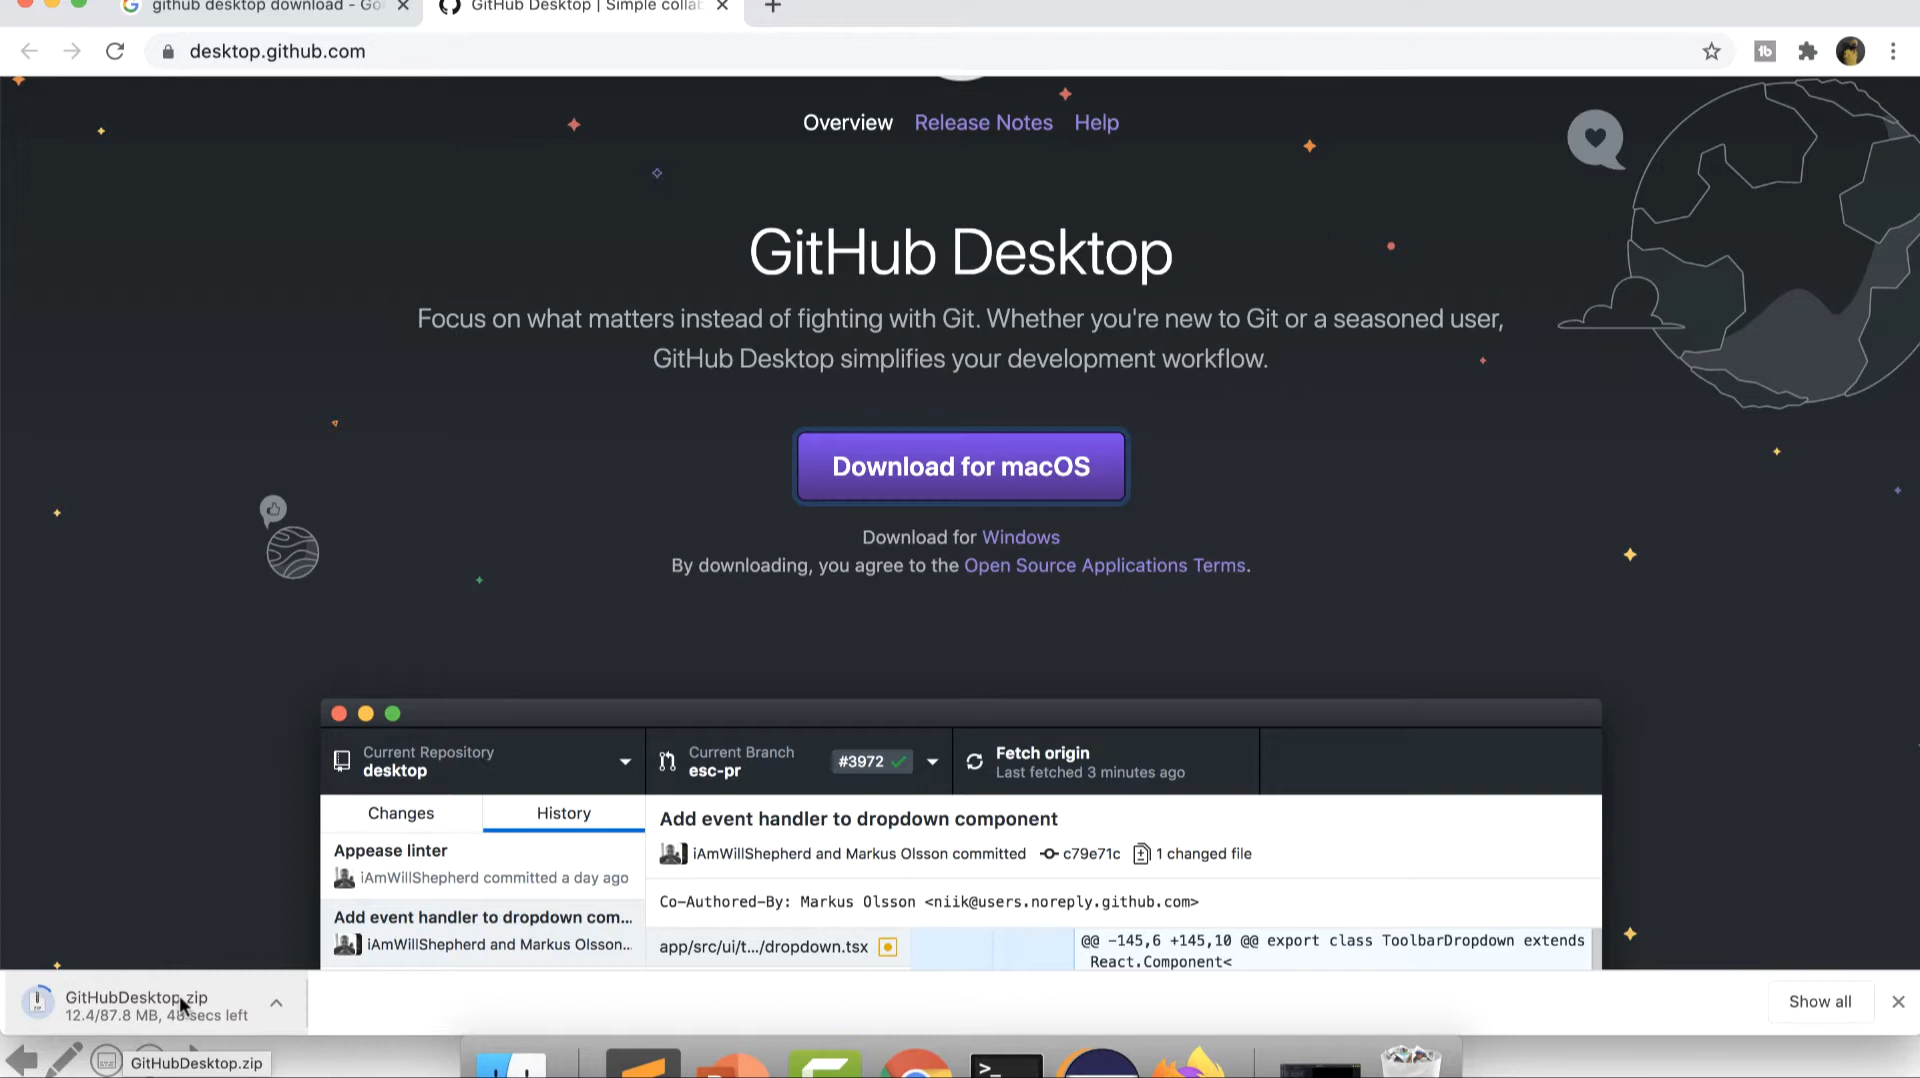 github desktop download - Go
GitHub Desktop | Simple collab
desktop.github.com
Overview Release Notes Help
GitHub Desktop
Focus on what matters instead of fighting with Git. Whether you're new to Git or a seasoned user,
GitHub Desktop simplifies your development workflow.
Download for macOS
Download for Windows
By downloading, you agree to the Open Source Applications Terms.
Current Repository
desktop
Current Branch
esc-pr
#3972
Fetch origin
Last fetched 3 minutes ago
Changes
History
Appease linter
iAmWillShepherd committed a day ago
Add event handler to dropdown com...
iAmWillShepherd and Markus Olsson...
Add event handler to dropdown component
iAmWillShepherd and Markus Olsson committed c79e71c 1 changed file
Co-Authored-By: Markus Olsson <niik@users.noreply.github.com>
app/src/ui/t.../dropdown.tsx
@@ -145,6 +145,10 @@ export class ToolbarDropdown extends
React.Component<
GitHubDesktop.zip
12.4/87.8 MB, 48 secs left
Show all
GitHubDesktop.zip